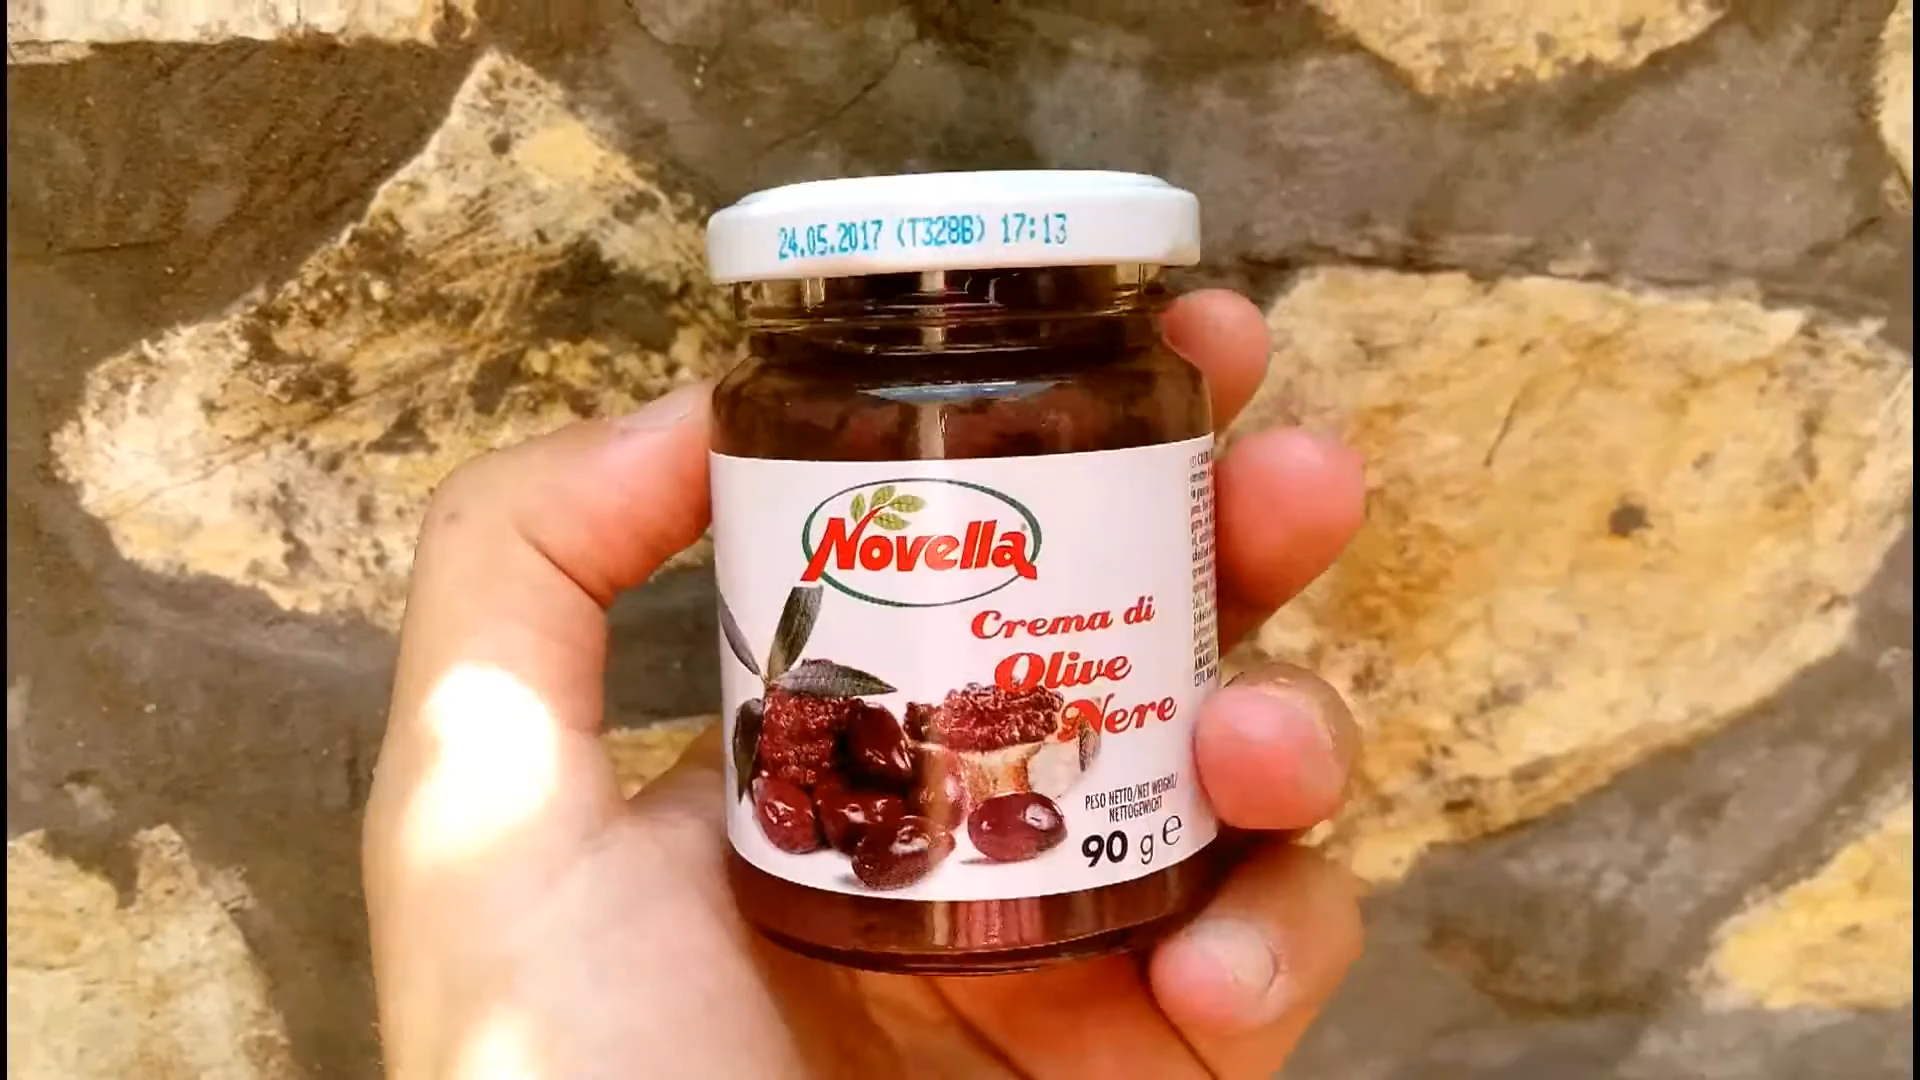 24.05.2017 (T328B) 17:13
Novella
Crema di
Olive
Nere
PESO NETTO/NET WEIGHT/
NETTOGEWICHT
90 g e